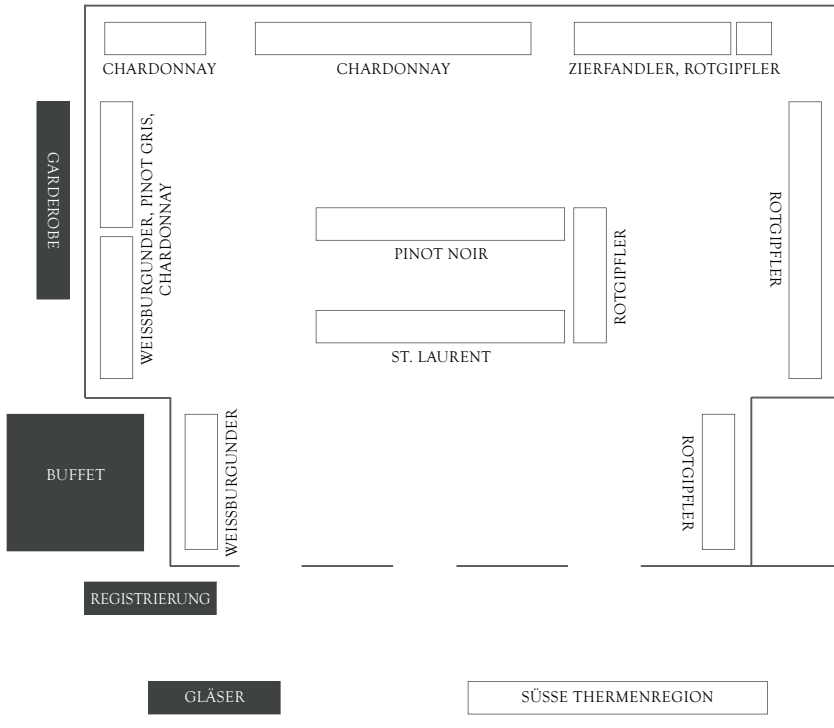 CHARDONNAY
CHARDONNAY
ZIERFANDLER, ROTGIPFLER
GARDEROBE
WEISSBURGUNDER, PINOT GRIS,
CHARDONNAY
PINOT NOIR
ROTGIPFLER
ROTGIPFLER
ST. LAURENT
BUFFET
WEISSBURGUNDER
ROTGIPFLER
REGISTRIERUNG
GLÄSER
SÜSSE THERMENREGION